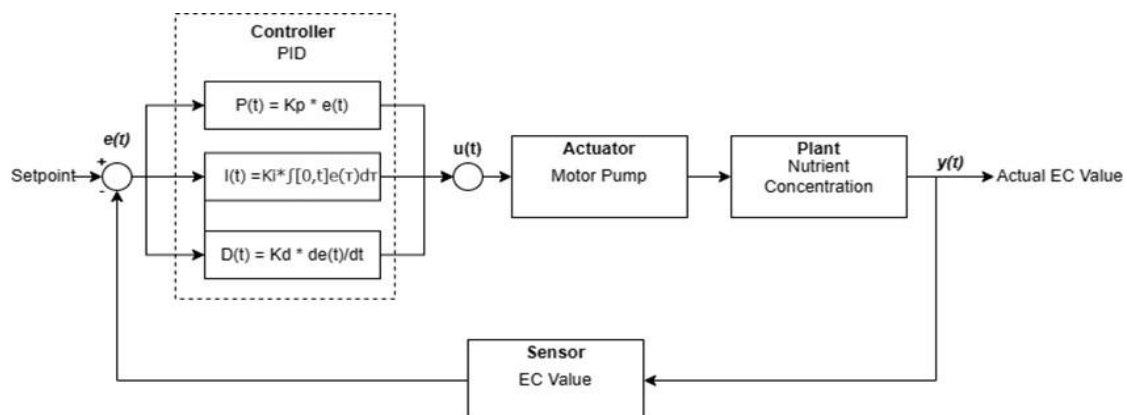 Controller
PID
P(t) = Kp * e(t)
e(t)
+
Setpoint
-
I(t) =Ki*∫[0,t]e(τ)dτ
D(t) = Kd * de(t)/dt
u(t)
Actuator
Motor Pump
Plant
Nutrient
Concentration
y(t)
Actual EC Value
Sensor
EC Value